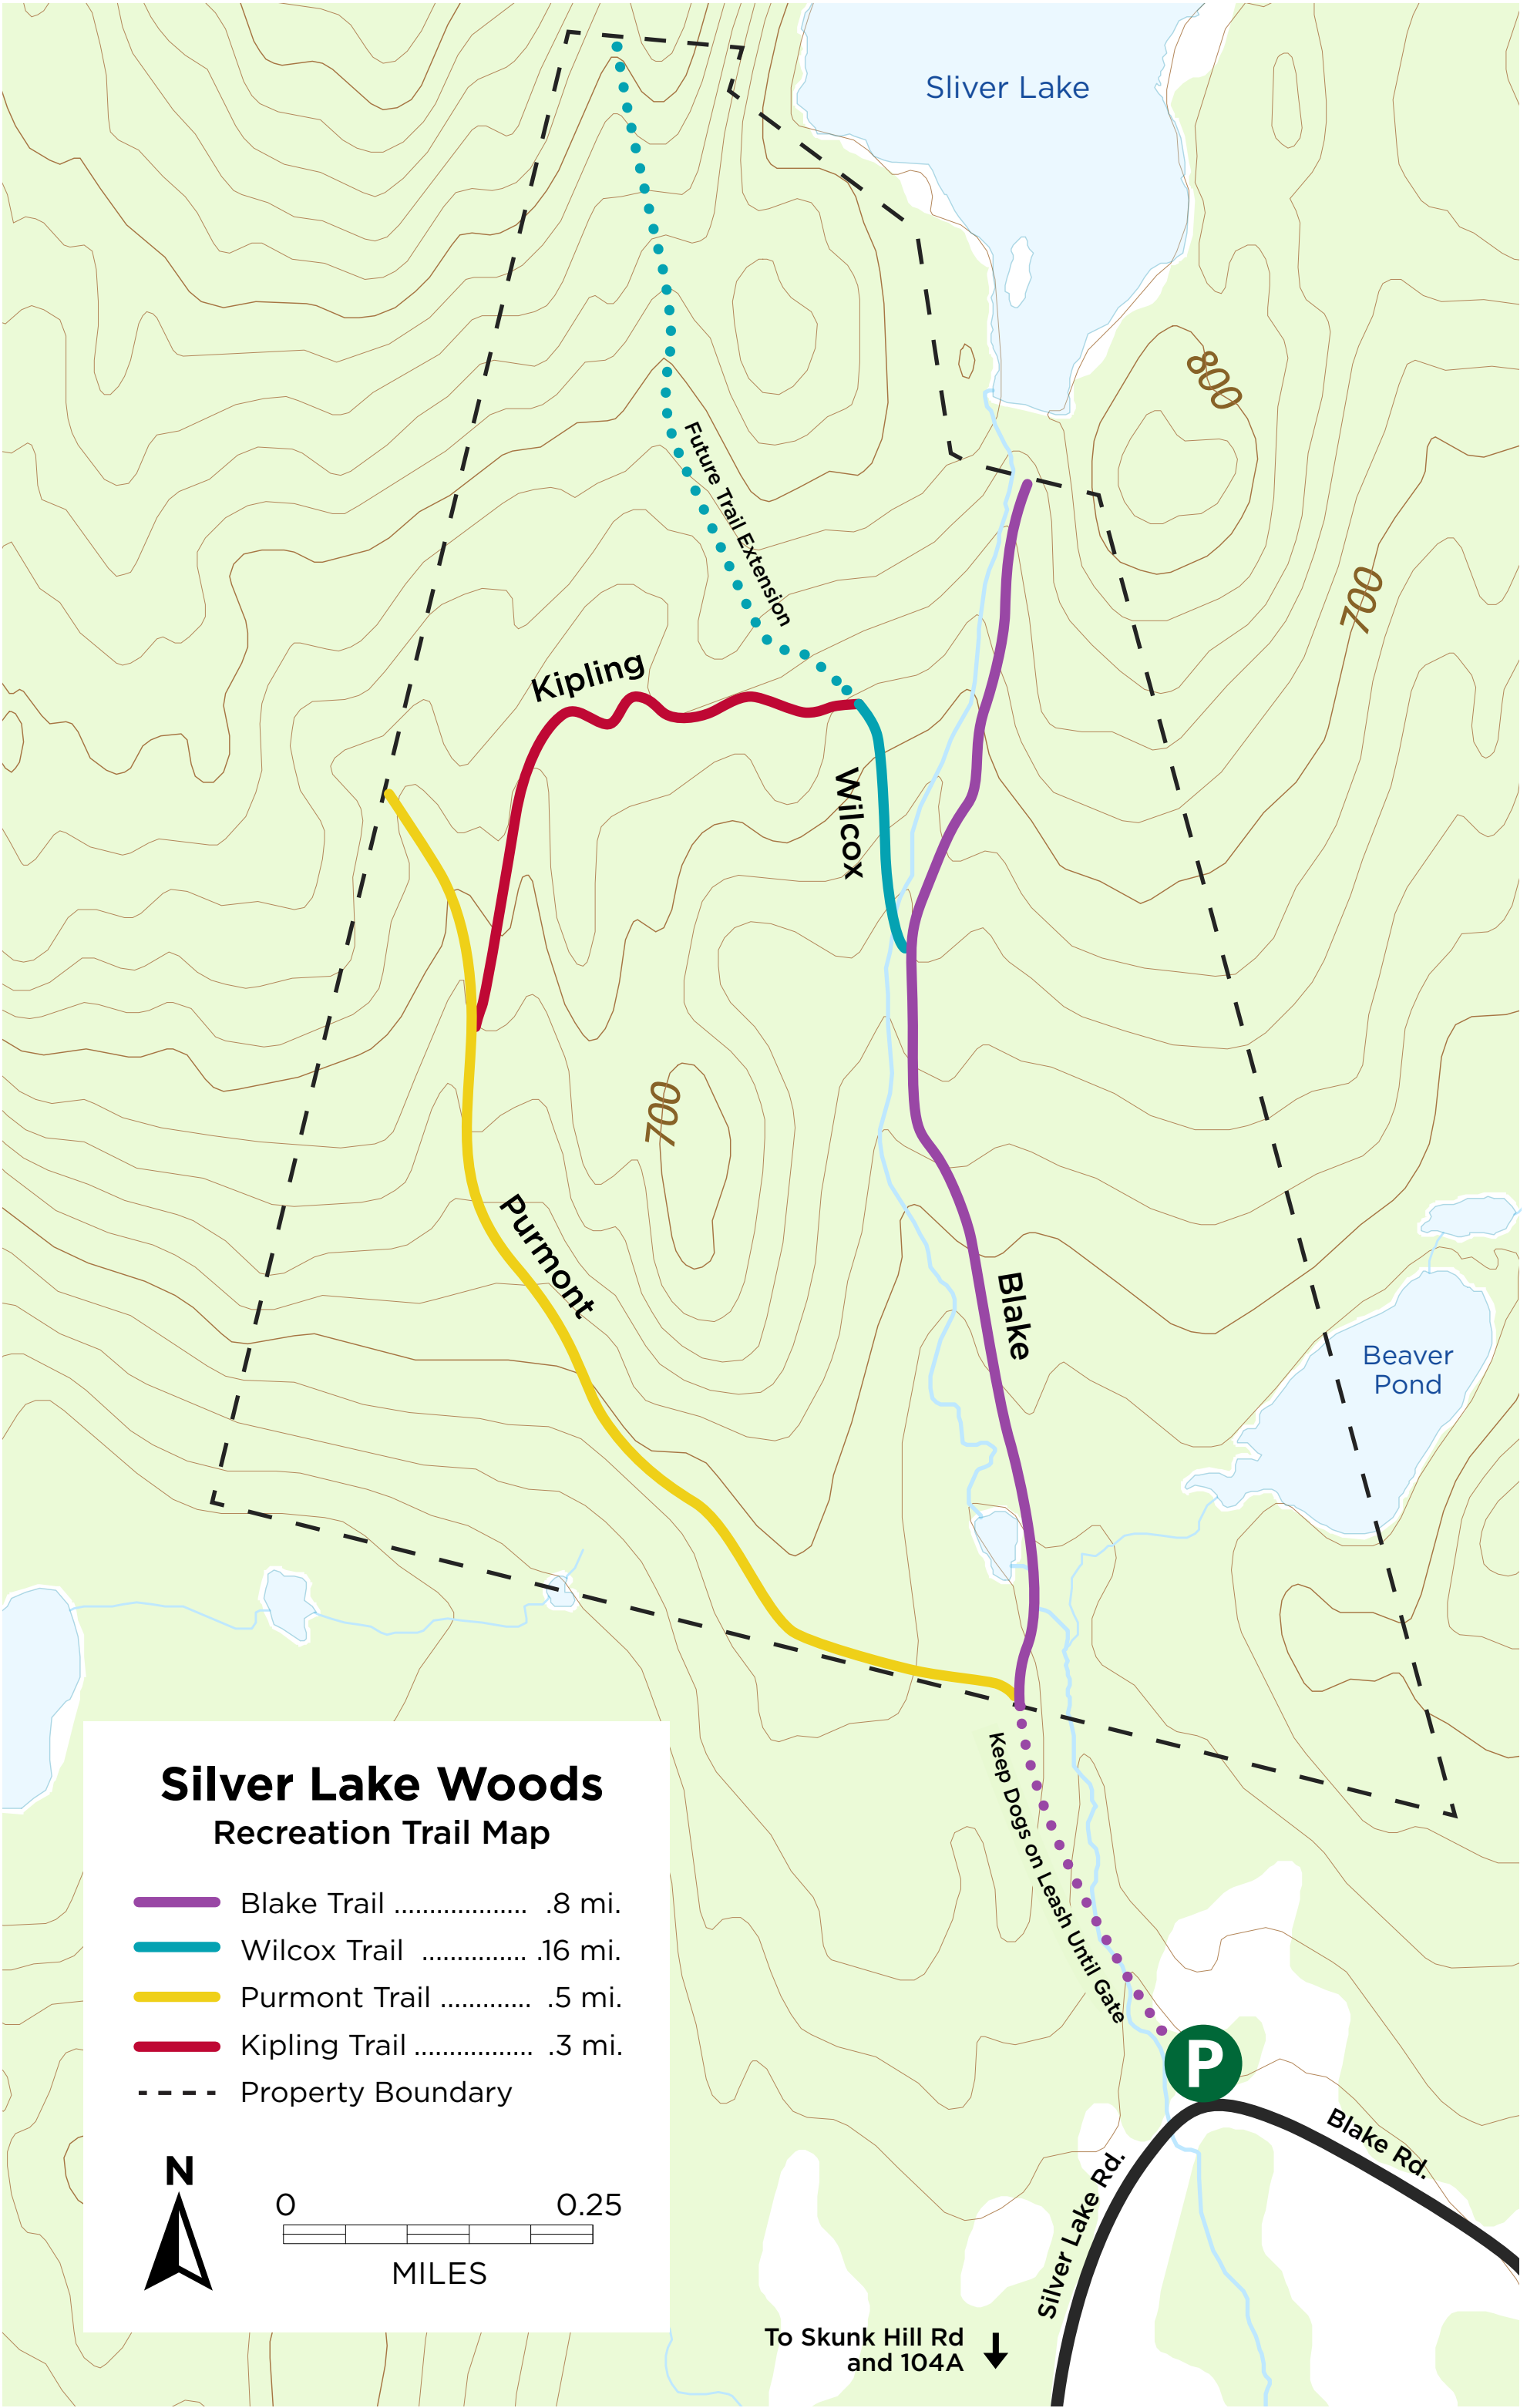 Sliver Lake
800
Future Trail Extension
700
Kipling
Wilcox
700
Purmont
Blake
Beaver
Pond
Keep Dogs on Leash Until Gate
Silver Lake Woods
Recreation Trail Map
Blake Trail ................... .8 mi.
Wilcox Trail ............... .16 mi.
Purmont Trail ............. .5 mi.
Kipling Trail ................. .3 mi.
Property Boundary
N
0 0.25
MILES
P
Blake Rd.
Silver Lake Rd.
To Skunk Hill Rd
and 104A